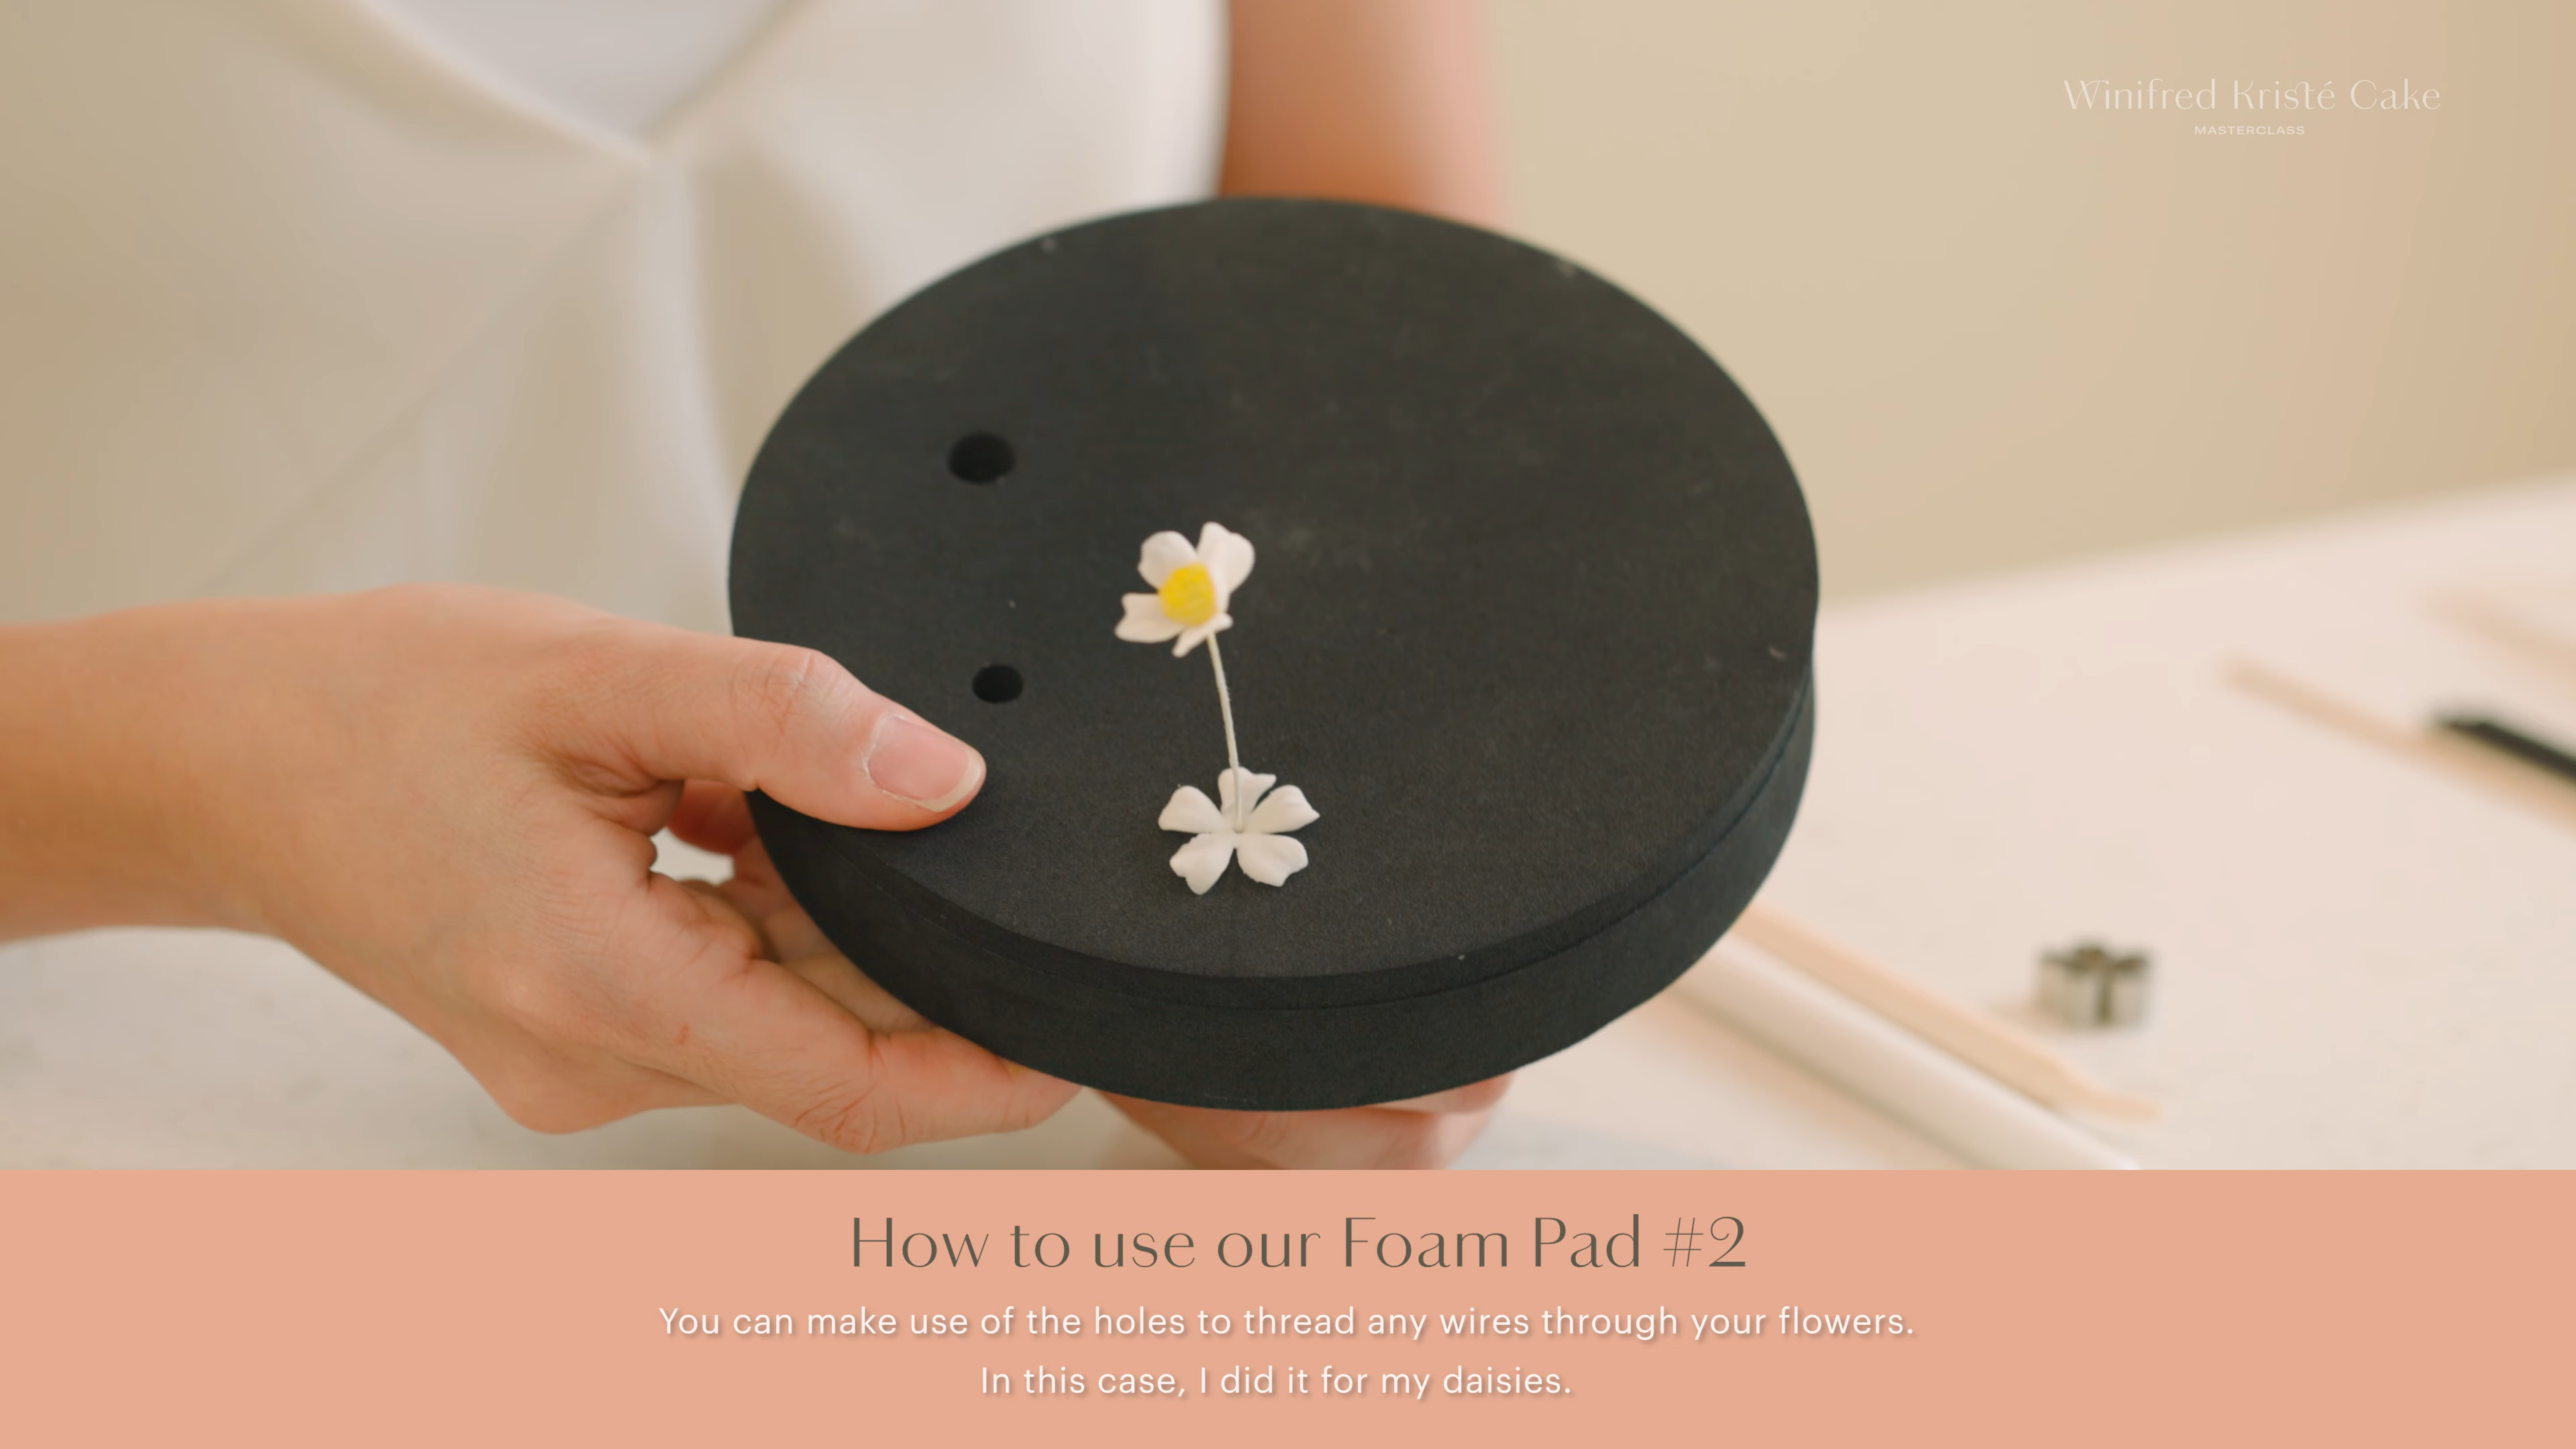 Winifred Kristé Cake
MASTERCLASS
How to use our Foam Pad #2
You can make use of the holes to thread any wires through your flowers.
In this case, I did it for my daisies.